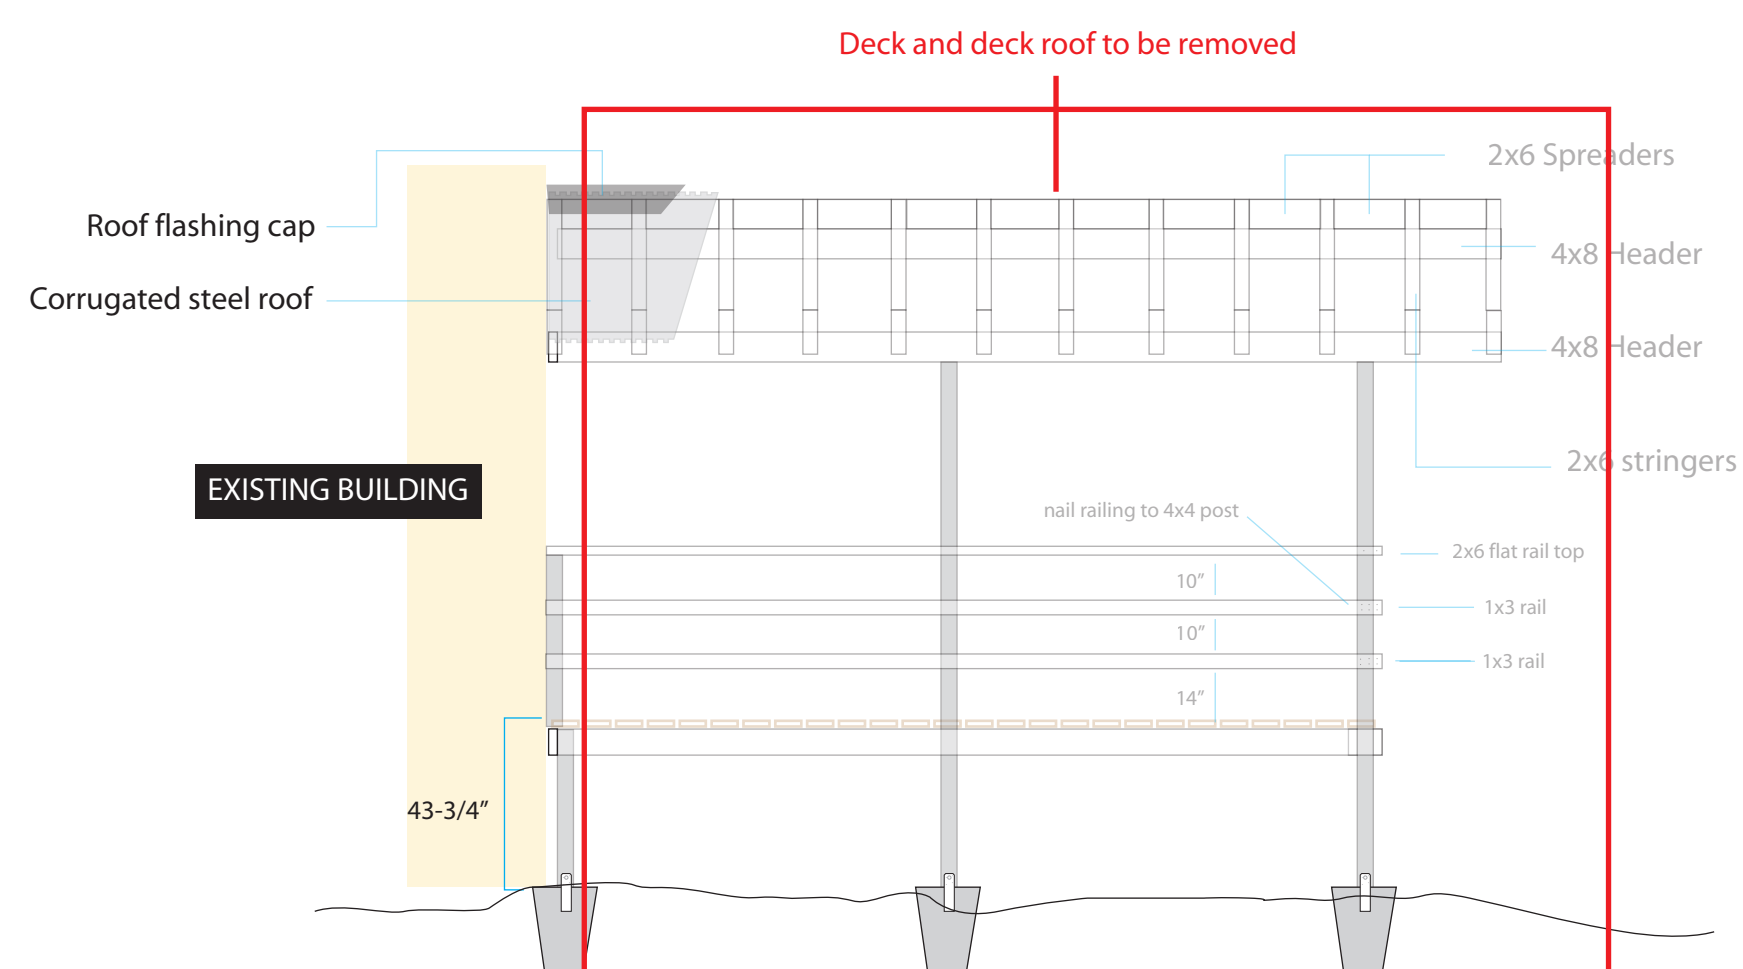 Deck and deck roof to be removed
2x6 Spreaders
Roof flashing cap
4x8 Header
Corrugated steel roof
4x8 Header
2x6 stringers
EXISTING BUILDING
nail railing to 4x4 post
2x6 flat rail top
10”
1x3 rail
10”
1x3 rail
14”
43-3/4”